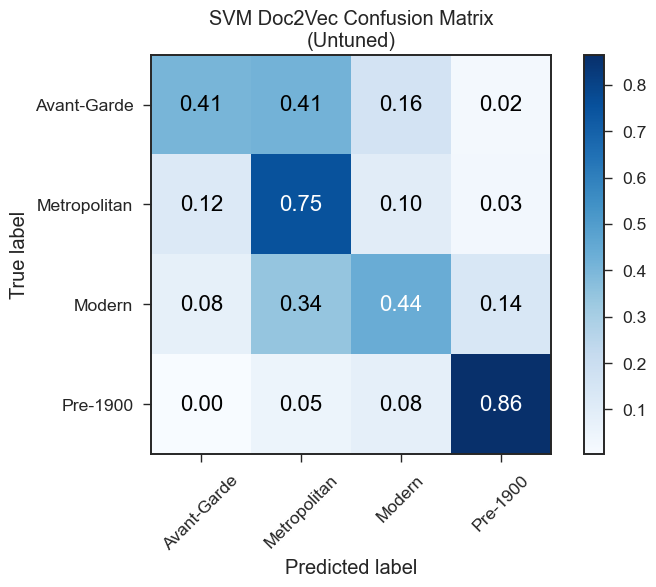 SVM Doc2Vec Confusion Matrix
(Untuned)
True label
Avant-Garde 0.41 0.41 0.16 0.02
Metropolitan 0.12 0.75 0.10 0.03
Modern 0.08 0.34 0.44 0.14
Pre-1900 0.00 0.05 0.08 0.86
Avant-Garde Metropolitan Modern Pre-1900
Predicted label
0.8
0.7
0.6
0.5
0.4
0.3
0.2
0.1